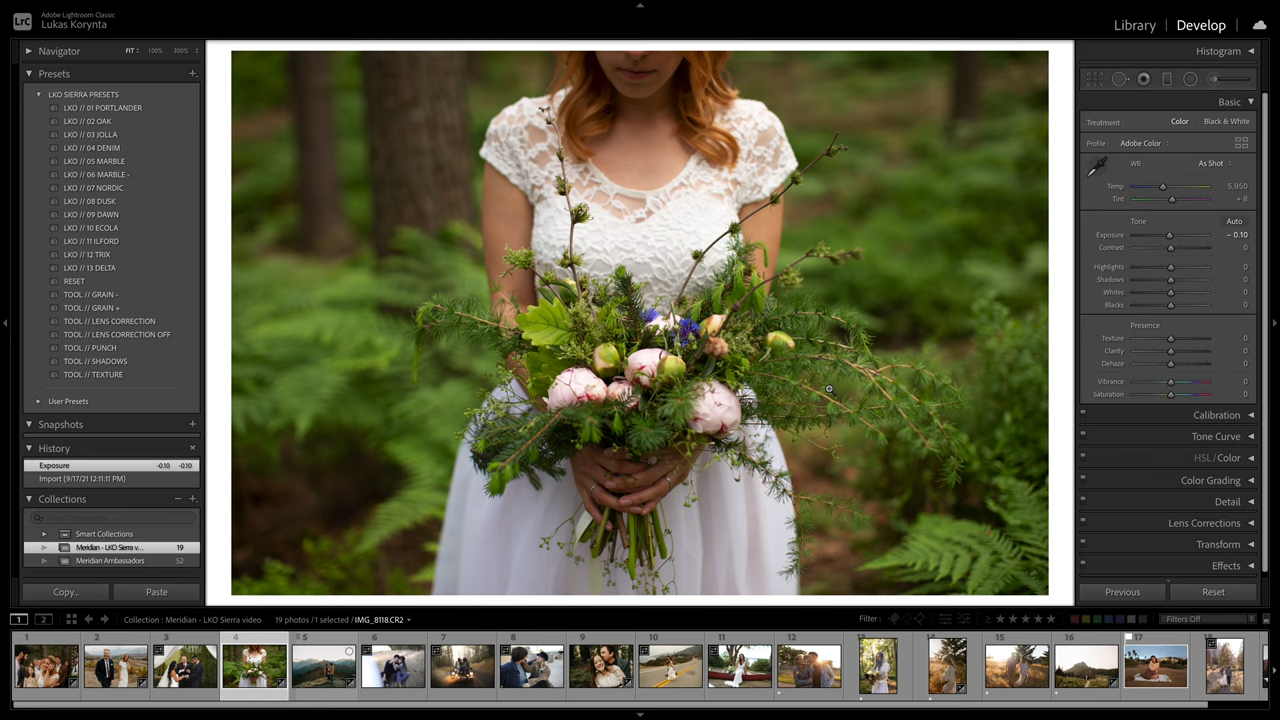 LrC
Adobe Lightroom Classic
Lukas Korynta
Library | Develop
Navigator FIT 100% 300%
Presets
LKO SIERRA PRESETS
LKO // 01 PORTLANDER
LKO // 02 OAK
LKO // 03 JOLLA
LKO // 04 DENIM
LKO // 05 MARBLE
LKO // 06 MARBLE -
LKO // 07 NORDIC
LKO // 08 DUSK
LKO // 09 DAWN
LKO // 10 ECOLA
LKO // 11 ILFORD
LKO // 12 TRIX
LKO // 13 DELTA
RESET
TOOL // GRAIN -
TOOL // GRAIN +
TOOL // LENS CORRECTION
TOOL // LENS CORRECTION OFF
TOOL // PUNCH
TOOL // SHADOWS
TOOL // TEXTURE
User Presets
Snapshots
History
Exposure -0.10 -0.10
Import (9/17/21 12:11:11 PM)
Collections
Smart Collections
Meridian - LKO Sierra v... 19
Meridian Ambassadors 52
Copy... Paste
Histogram
Basic
Treatment : Color Black & White
Profile : Adobe Color
WB : As Shot
Temp 5,950
Tint + 8
Tone Auto
Exposure – 0.10
Contrast 0
Highlights 0
Shadows 0
Whites 0
Blacks 0
Presence
Texture 0
Clarity 0
Dehaze 0
Vibrance 0
Saturation 0
Calibration
Tone Curve
HSL / Color
Color Grading
Detail
Lens Corrections
Transform
Effects
Previous Reset
1 2 Collection : Meridian - LKO Sierra video 19 photos / 1 selected / IMG_8118.CR2 Filter : Filters Off
1 2 3 4 5 6 7 8 9 10 11 12 13 14 15 16 17 18